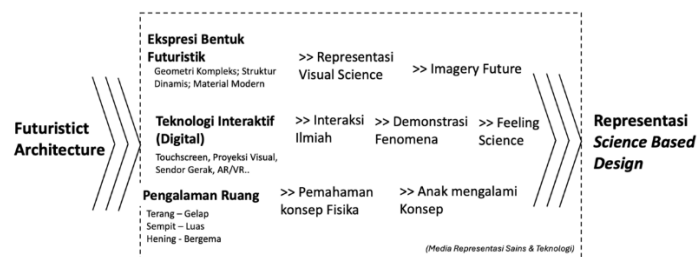 Futuristict
Architecture
Ekspresi Bentuk
Futuristik
Geometri Kompleks; Struktur
Dinamis; Material Modern
>> Representasi
Visual Science
>> Imagery Future
Teknologi Interaktif
(Digital)
Touchscreen, Proyeksi Visual,
Sendor Gerak, AR/VR..
>> Interaksi
Ilmiah
>> Demonstrasi
Fenomena
>> Feeling
Science
Pengalaman Ruang
Terang – Gelap
Sempit – Luas
Hening - Bergema
>> Pemahaman
konsep Fisika
>> Anak mengalami
Konsep
(Media Representasi Sains & Teknologi)
Representasi
Science Based
Design